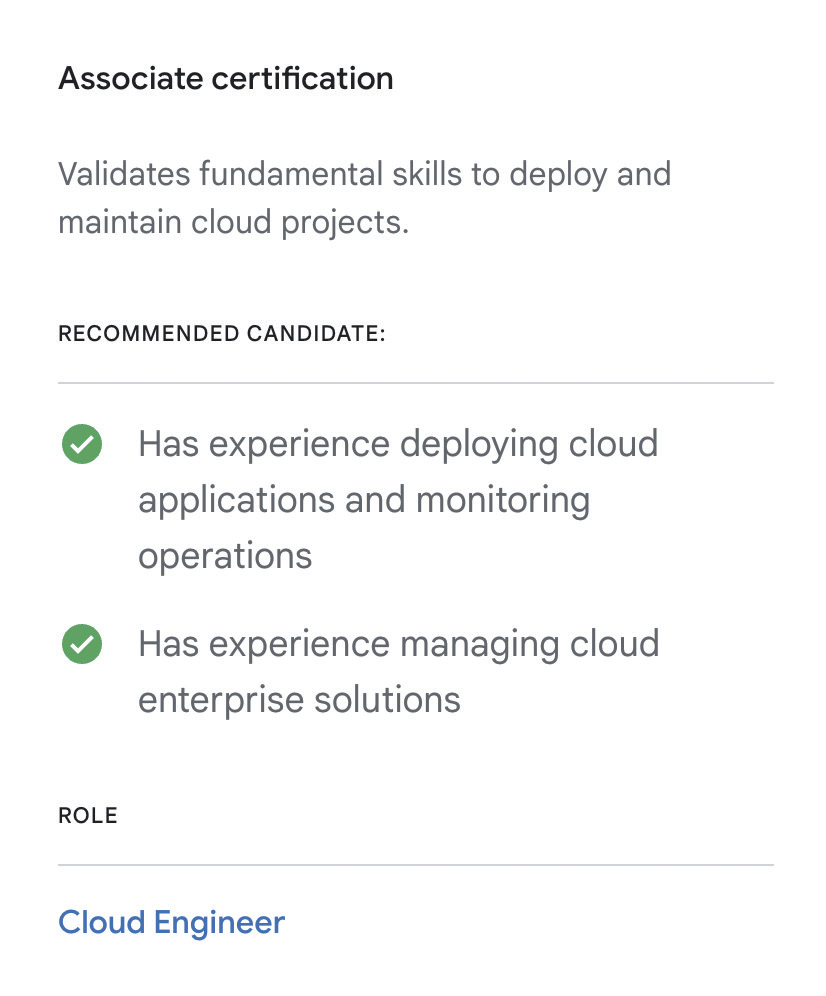 Associate certification
Validates fundamental skills to deploy and
maintain cloud projects.
RECOMMENDED CANDIDATE:
Has experience deploying cloud
applications and monitoring
operations
Has experience managing cloud
enterprise solutions
ROLE
Cloud Engineer